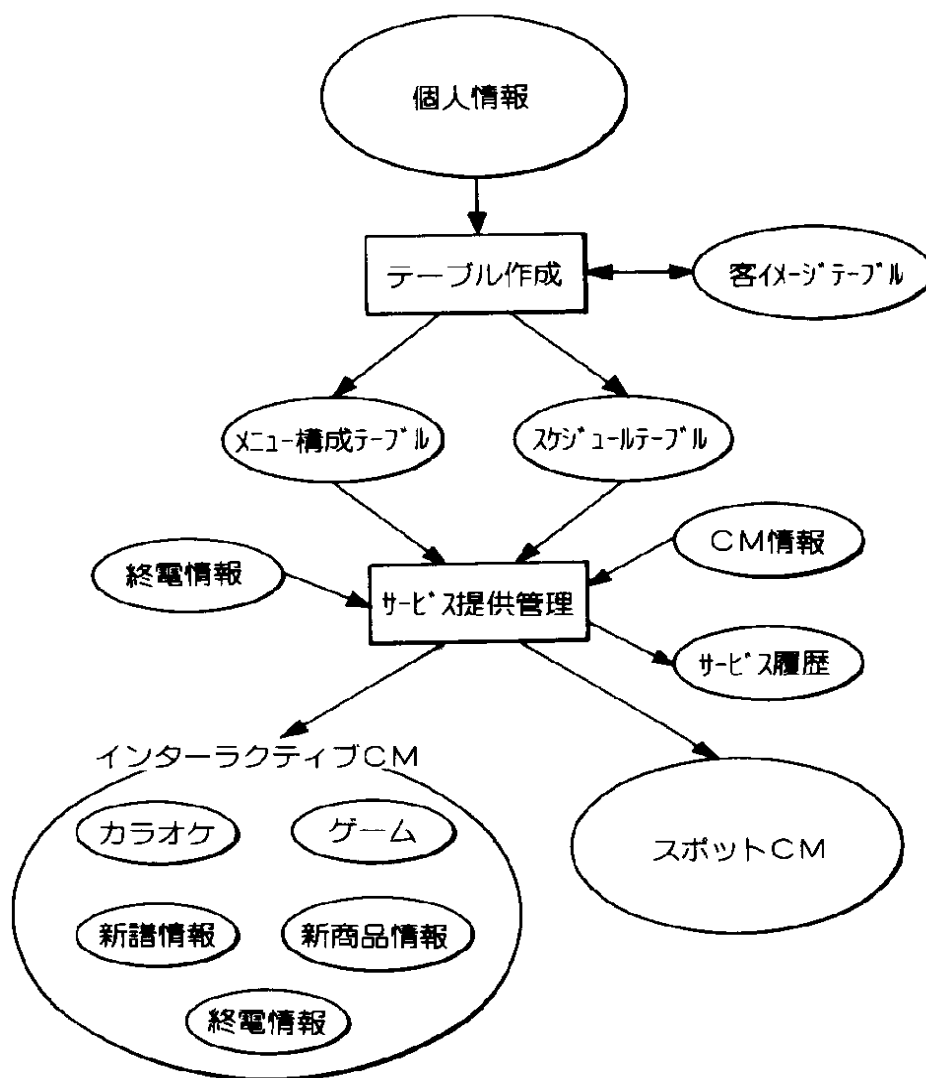 個人情報
テーブル作成
客ｲﾒｰｼﾞﾃｰﾌﾞﾙ
ﾒﾆｭｰ構成ﾃｰﾌﾞﾙ
ｽｹｼﾞｭｰﾙﾃｰﾌﾞﾙ
CM情報
終電情報
ｻｰﾋﾞｽ提供管理
ｻｰﾋﾞｽ履歴
インターラクティブCM
カラオケ
ゲーム
スポットCM
新譜情報
新商品情報
終電情報